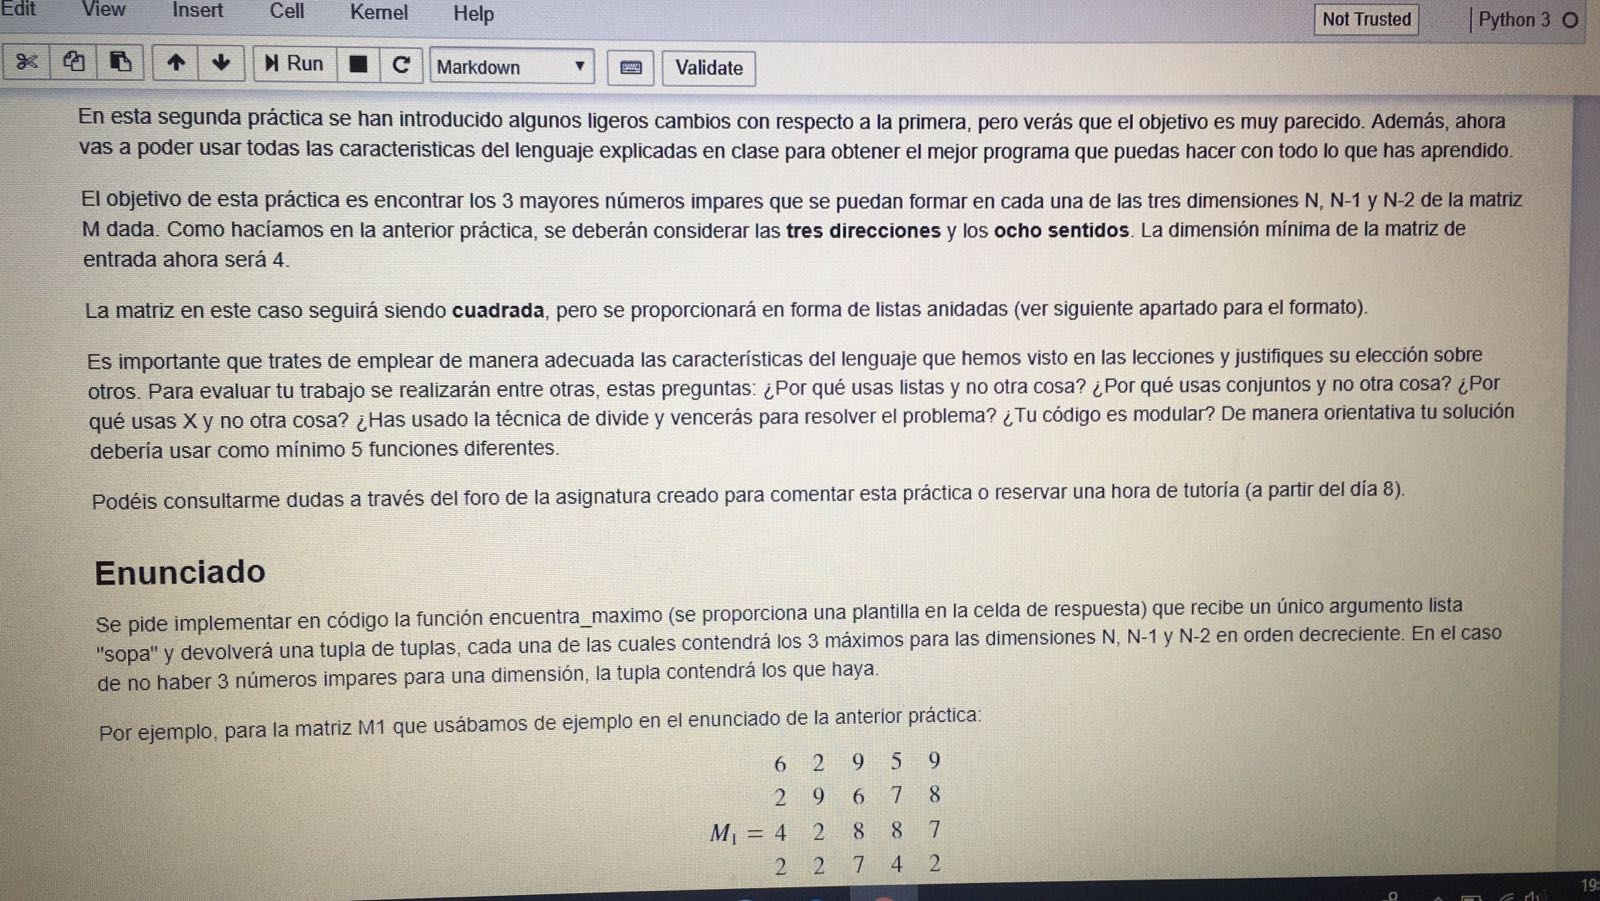 Edit View Insert Cell Kernel Help Not Trusted Python 3
Run Markdown Validate
En esta segunda práctica se han introducido algunos ligeros cambios con respecto a la primera, pero verás que el objetivo es muy parecido. Además, ahora
vas a poder usar todas las caracteristicas del lenguaje explicadas en clase para obtener el mejor programa que puedas hacer con todo lo que has aprendido.
El objetivo de esta práctica es encontrar los 3 mayores números impares que se puedan formar en cada una de las tres dimensiones N, N-1 y N-2 de la matriz
M dada. Como hacíamos en la anterior práctica, se deberán considerar las tres direcciones y los ocho sentidos. La dimensión mínima de la matriz de
entrada ahora será 4.
La matriz en este caso seguirá siendo cuadrada, pero se proporcionará en forma de listas anidadas (ver siguiente apartado para el formato).
Es importante que trates de emplear de manera adecuada las características del lenguaje que hemos visto en las lecciones y justifiques su elección sobre
otros. Para evaluar tu trabajo se realizarán entre otras, estas preguntas: ¿Por qué usas listas y no otra cosa? ¿Por qué usas conjuntos y no otra cosa? ¿Por
qué usas X y no otra cosa? ¿Has usado la técnica de divide y vencerás para resolver el problema? ¿Tu código es modular? De manera orientativa tu solución
debería usar como mínimo 5 funciones diferentes.
Podéis consultarme dudas a través del foro de la asignatura creado para comentar esta práctica o reservar una hora de tutoría (a partir del día 8).
Enunciado
Se pide implementar en código la función encuentra_maximo (se proporciona una plantilla en la celda de respuesta) que recibe un único argumento lista
"sopa" y devolverá una tupla de tuplas, cada una de las cuales contendrá los 3 máximos para las dimensiones N, N-1 y N-2 en orden decreciente. En el caso
de no haber 3 números impares para una dimensión, la tupla contendrá los que haya.
Por ejemplo, para la matriz M1 que usábamos de ejemplo en el enunciado de la anterior práctica:
6 2 9 5 9
2 9 6 7 8
M₁ = 4 2 8 8 7
2 2 7 4 2